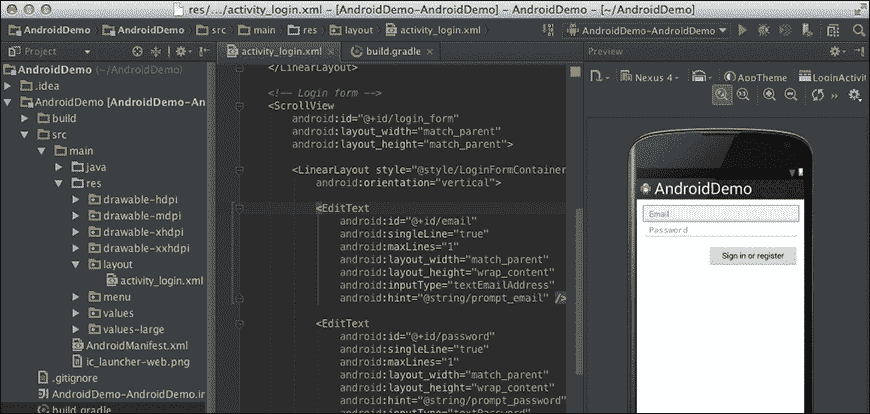 res/.../activity_login.xml – [AndroidDemo-AndroidDemo] – AndroidDemo – [~/AndroidDemo]
AndroidDemo AndroidDemo src main res layout activity_login.xml AndroidDemo-AndroidDemo
Project
AndroidDemo (~/AndroidDemo)
.idea
AndroidDemo [AndroidDemo-An
build
src
main
java
res
drawable-hdpi
drawable-mdpi
drawable-xhdpi
drawable-xxhdpi
layout
activity_login.xml
menu
values
values-large
AndroidManifest.xml
ic_launcher-web.png
.gitignore
AndroidDemo-AndroidDemo.in
build.gradle
activity_login.xml build.gradle
</LinearLayout>
<!-- Login form -->
<ScrollView
android:id="@+id/login_form"
android:layout_width="match_parent"
android:layout_height="match_parent">
<LinearLayout style="@style/LoginFormContainer
android:orientation="vertical">
<EditText
android:id="@+id/email"
android:singleLine="true"
android:maxLines="1"
android:layout_width="match_parent"
android:layout_height="wrap_content"
android:inputType="textEmailAddress"
android:hint="@string/prompt_email" />
<EditText
android:id="@+id/password"
android:singleLine="true"
android:maxLines="1"
android:layout_width="match_parent"
android:layout_height="wrap_content"
android:hint="@string/prompt_password"
android:inputType="textPassword"
Preview
Nexus 4 AppTheme LoginActivit
1:1
AndroidDemo
Email
Password
Sign in or register